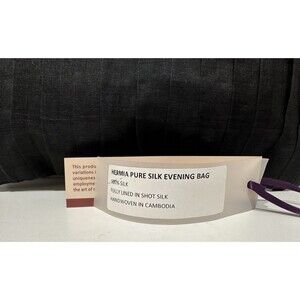 This produ
variations i
uniqueness
employme
the art of
HERMIA PURE SILK EVENING BAG
100% SILK
FULLY LINED IN SHOT SILK
HANDWOVEN IN CAMBODIA